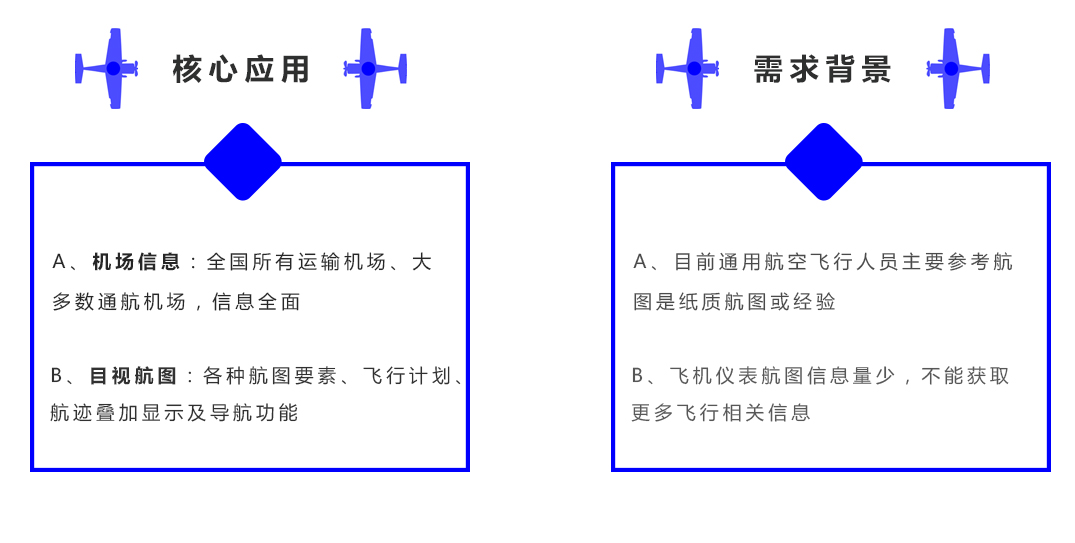 核心应用
A、机场信息：全国所有运输机场、大
多数通航机场，信息全面
B、目视航图：各种航图要素、飞行计划、
航迹叠加显示及导航功能
需求背景
A、目前通用航空飞行人员主要参考航
图是纸质航图或经验
B、飞机仪表航图信息量少，不能获取
更多飞行相关信息